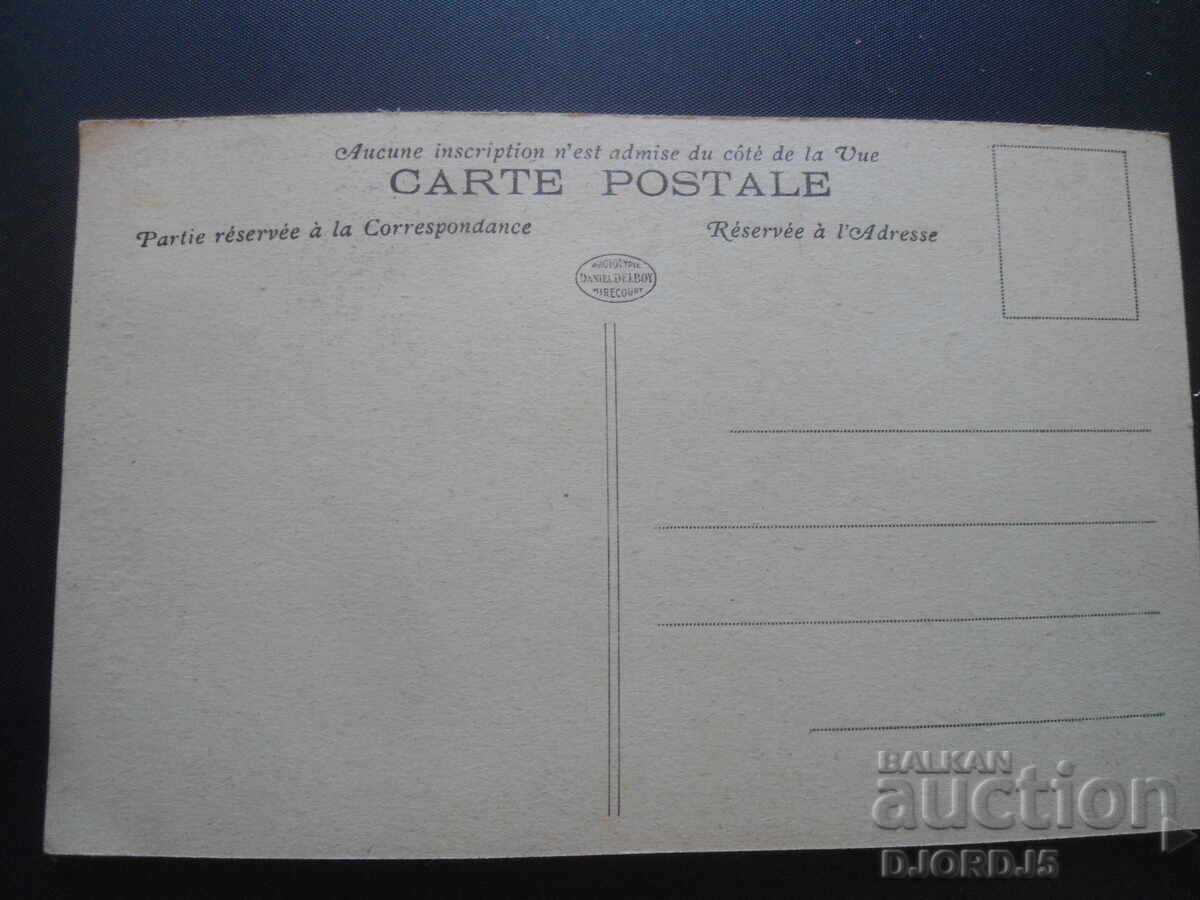 Aucune inscription n'est admise du côté de la Vue
CARTE POSTALE
Partie réservée à la Correspondance
Réservée à l'Adresse
PHOTOTYPIE
DANIEL DELBOY
MIRECOURT
BALKAN
auction
DJORDJ5